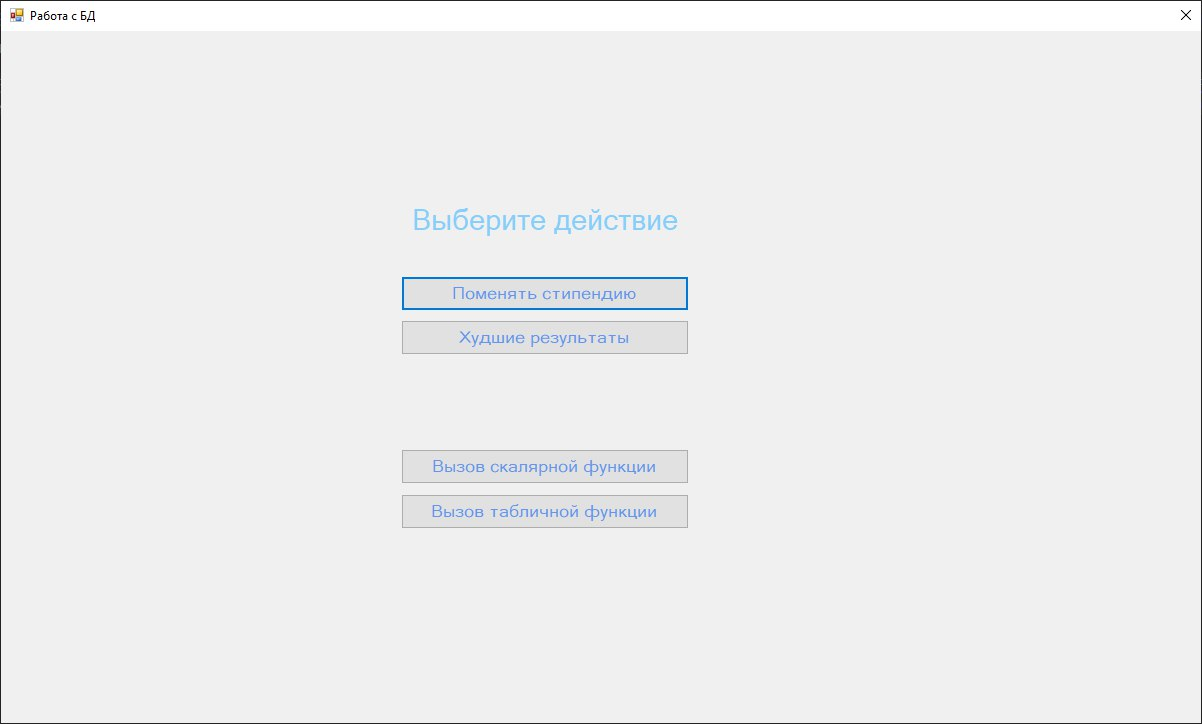 Работа с БД
Выберите действие
Поменять стипендию
Худшие результаты
Вызов скалярной функции
Вызов табличной функции